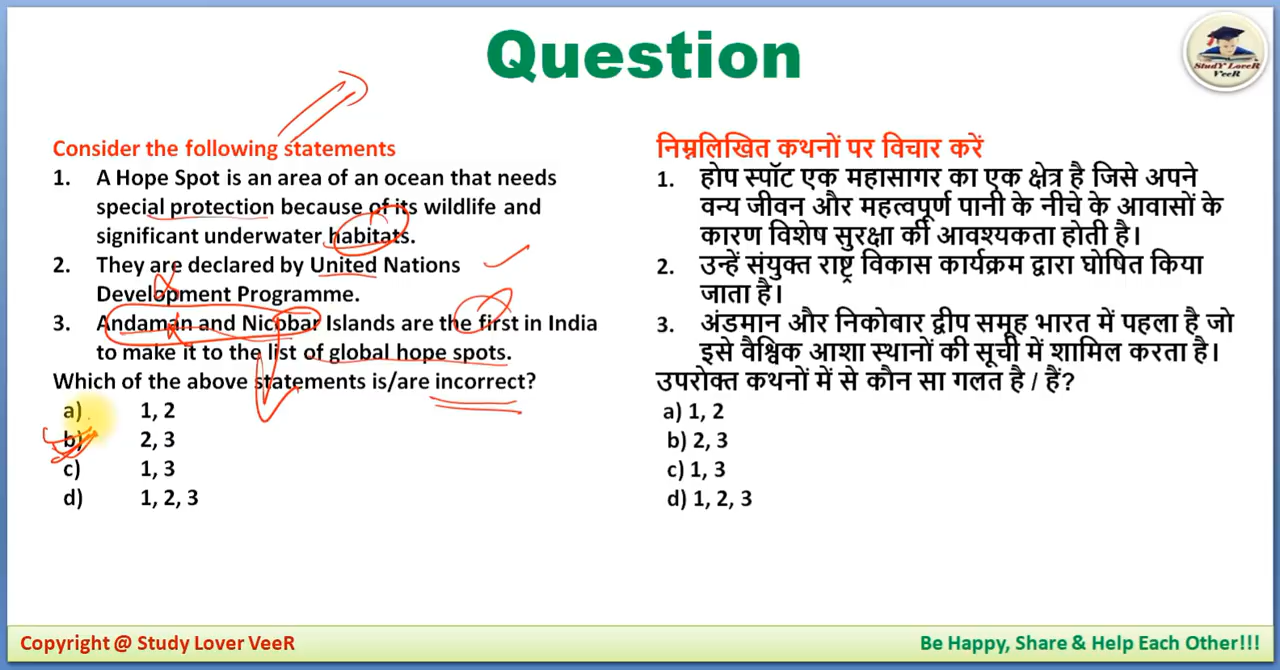 Question
StudY LoveR
VeeR
Consider the following statements
1. A Hope Spot is an area of an ocean that needs
special protection because of its wildlife and
significant underwater habitats.
2. They are declared by United Nations
Development Programme.
3. Andaman and Nicobar Islands are the first in India
to make it to the list of global hope spots.
Which of the above statements is/are incorrect?
a) 1, 2
b) 2, 3
c) 1, 3
d) 1, 2, 3
निम्नलिखित कथनों पर विचार करें
1. होप स्पॉट एक महासागर का एक क्षेत्र है जिसे अपने
वन्य जीवन और महत्वपूर्ण पानी के नीचे के आवासों के
कारण विशेष सुरक्षा की आवश्यकता होती है।
2. उन्हें संयुक्त राष्ट्र विकास कार्यक्रम द्वारा घोषित किया
जाता है।
3. अंडमान और निकोबार द्वीप समूह भारत में पहला है जो
इसे वैश्विक आशा स्थानों की सूची में शामिल करता है।
उपरोक्त कथनों में से कौन सा गलत है / हैं?
a) 1, 2
b) 2, 3
c) 1, 3
d) 1, 2, 3
Copyright @ Study Lover VeeR
Be Happy, Share & Help Each Other!!!